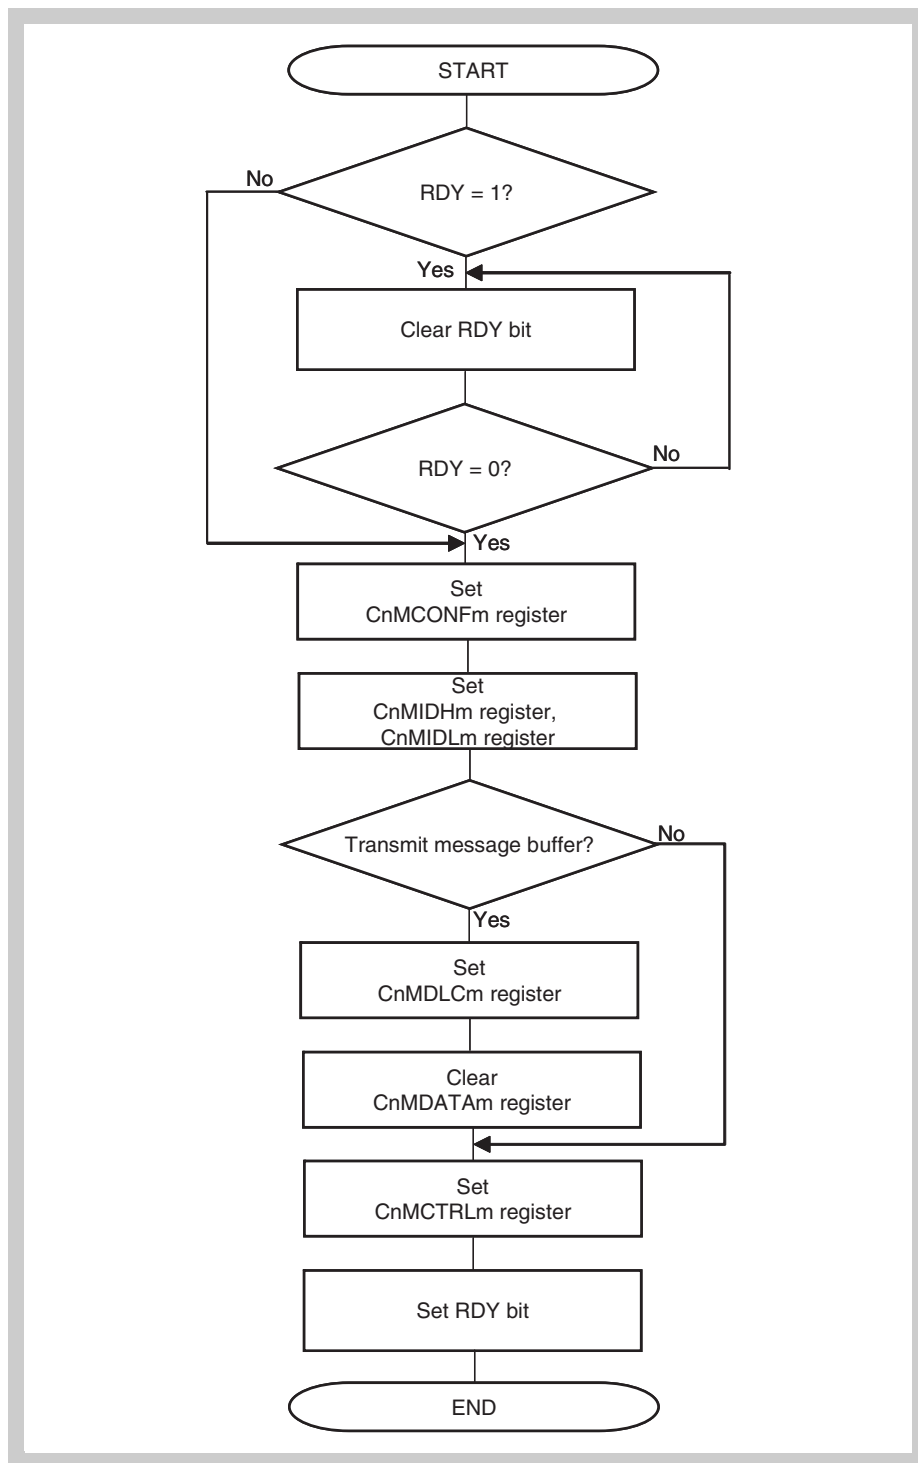 START
No
RDY = 1?
Yes
Clear RDY bit
RDY = 0?
No
Yes
Set
CnMCONFm register
Set
CnMIDHm register,
CnMIDLm register
Transmit message buffer?
No
Yes
Set
CnMDLCm register
Clear
CnMDATAm register
Set
CnMCTRLm register
Set RDY bit
END